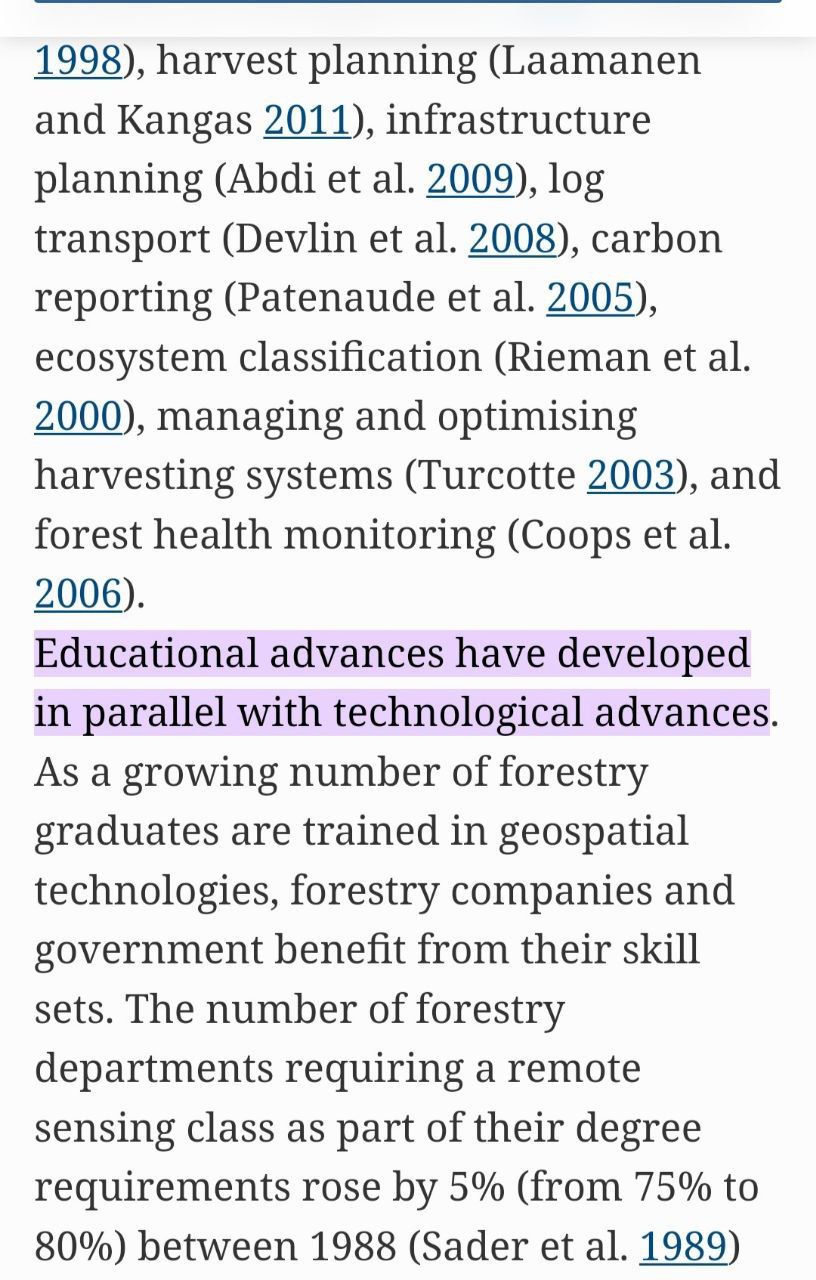 1998), harvest planning (Laamanen
and Kangas 2011), infrastructure
planning (Abdi et al. 2009), log
transport (Devlin et al. 2008), carbon
reporting (Patenaude et al. 2005),
ecosystem classification (Rieman et al.
2000), managing and optimising
harvesting systems (Turcotte 2003), and
forest health monitoring (Coops et al.
2006).
Educational advances have developed
in parallel with technological advances.
As a growing number of forestry
graduates are trained in geospatial
technologies, forestry companies and
government benefit from their skill
sets. The number of forestry
departments requiring a remote
sensing class as part of their degree
requirements rose by 5% (from 75% to
80%) between 1988 (Sader et al. 1989)